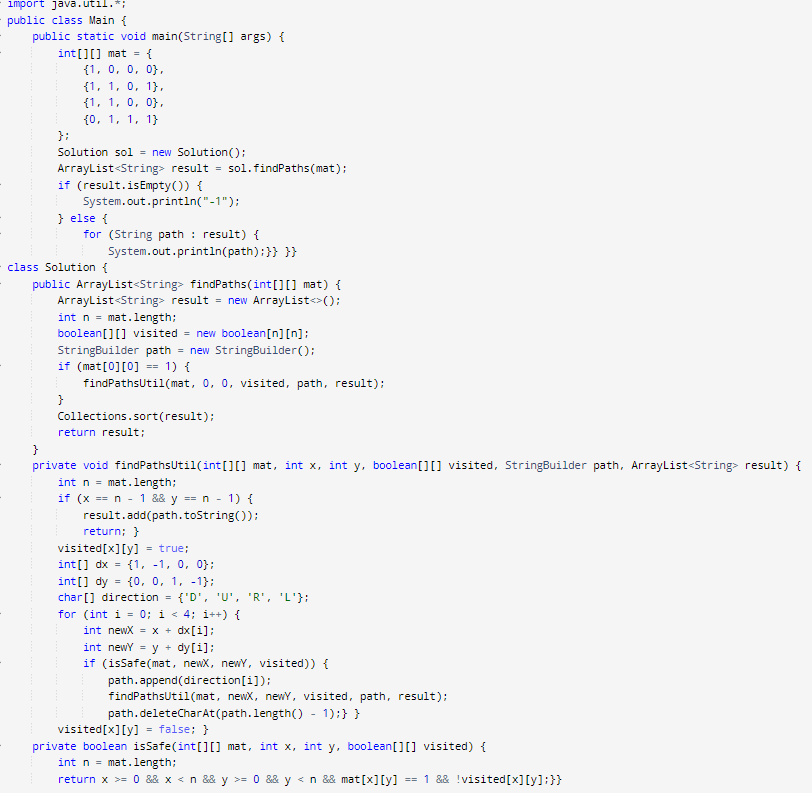 import java.util.*;
public class Main {
    public static void main(String[] args) {
        int[][] mat = {
            {1, 0, 0, 0},
            {1, 1, 0, 1},
            {1, 1, 0, 0},
            {0, 1, 1, 1}
        };
        Solution sol = new Solution();
        ArrayList<String> result = sol.findPaths(mat);
        if (result.isEmpty()) {
            System.out.println("-1");
        } else {
            for (String path : result) {
                System.out.println(path);}} }}
class Solution {
    public ArrayList<String> findPaths(int[][] mat) {
        ArrayList<String> result = new ArrayList<>();
        int n = mat.length;
        boolean[][] visited = new boolean[n][n];
        StringBuilder path = new StringBuilder();
        if (mat[0][0] == 1) {
            findPathsUtil(mat, 0, 0, visited, path, result);
        }
        Collections.sort(result);
        return result;
    }
    private void findPathsUtil(int[][] mat, int x, int y, boolean[][] visited, StringBuilder path, ArrayList<String> result) {
        int n = mat.length;
        if (x == n - 1 && y == n - 1) {
            result.add(path.toString());
            return; }
        visited[x][y] = true;
        int[] dx = {1, -1, 0, 0};
        int[] dy = {0, 0, 1, -1};
        char[] direction = {'D', 'U', 'R', 'L'};
        for (int i = 0; i < 4; i++) {
            int newX = x + dx[i];
            int newY = y + dy[i];
            if (isSafe(mat, newX, newY, visited)) {
                path.append(direction[i]);
                findPathsUtil(mat, newX, newY, visited, path, result);
                path.deleteCharAt(path.length() - 1);} }
        visited[x][y] = false; }
    private boolean isSafe(int[][] mat, int x, int y, boolean[][] visited) {
        int n = mat.length;
        return x >= 0 && x < n && y >= 0 && y < n && mat[x][y] == 1 && !visited[x][y];}}